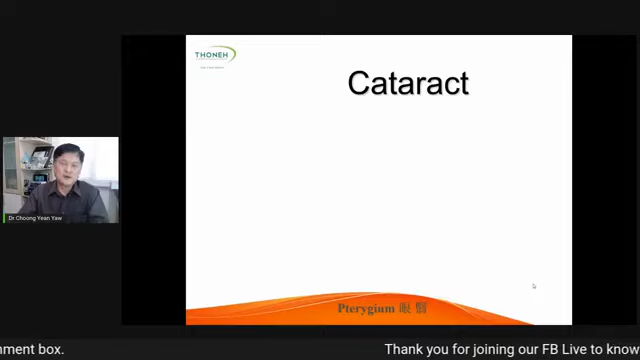 THONEH
Cataract
Dr Choong Yean Yaw
Pterygium 眼翳
nment box.
Thank you for joining our FB Live to know